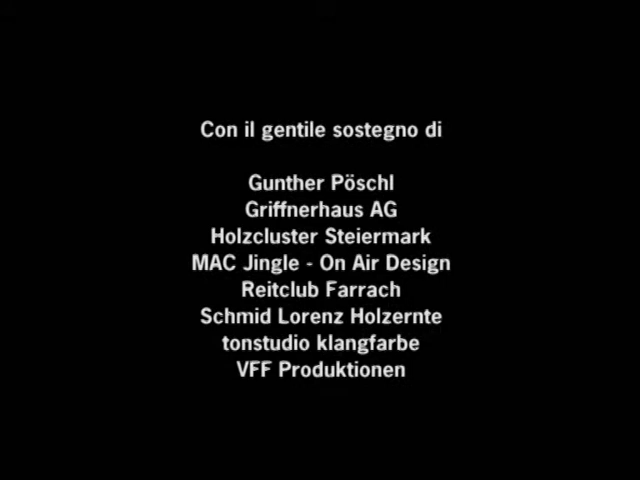 Con il gentile sostegno di
Gunther Pöschl
Griffnerhaus AG
Holzcluster Steiermark
MAC Jingle - On Air Design
Reitclub Farrach
Schmid Lorenz Holzernte
tonstudio klangfarbe
VFF Produktionen